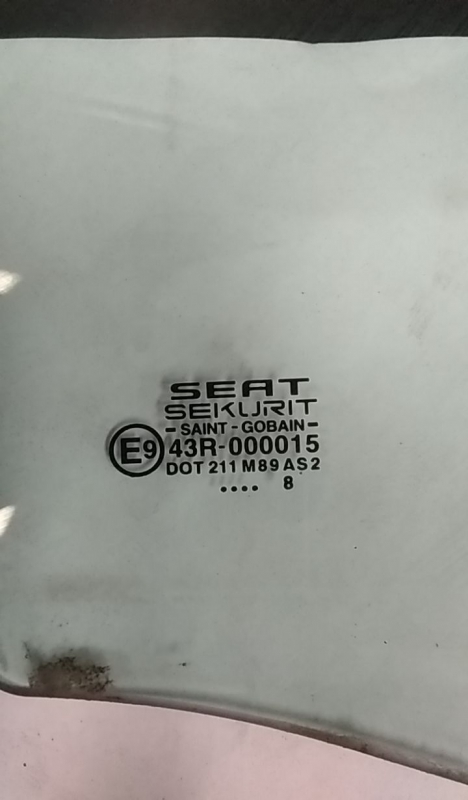 SEAT
SEKURIT
- SAINT - GOBAIN -
E9 43R-000015
DOT 211 M89 AS2
.... 8